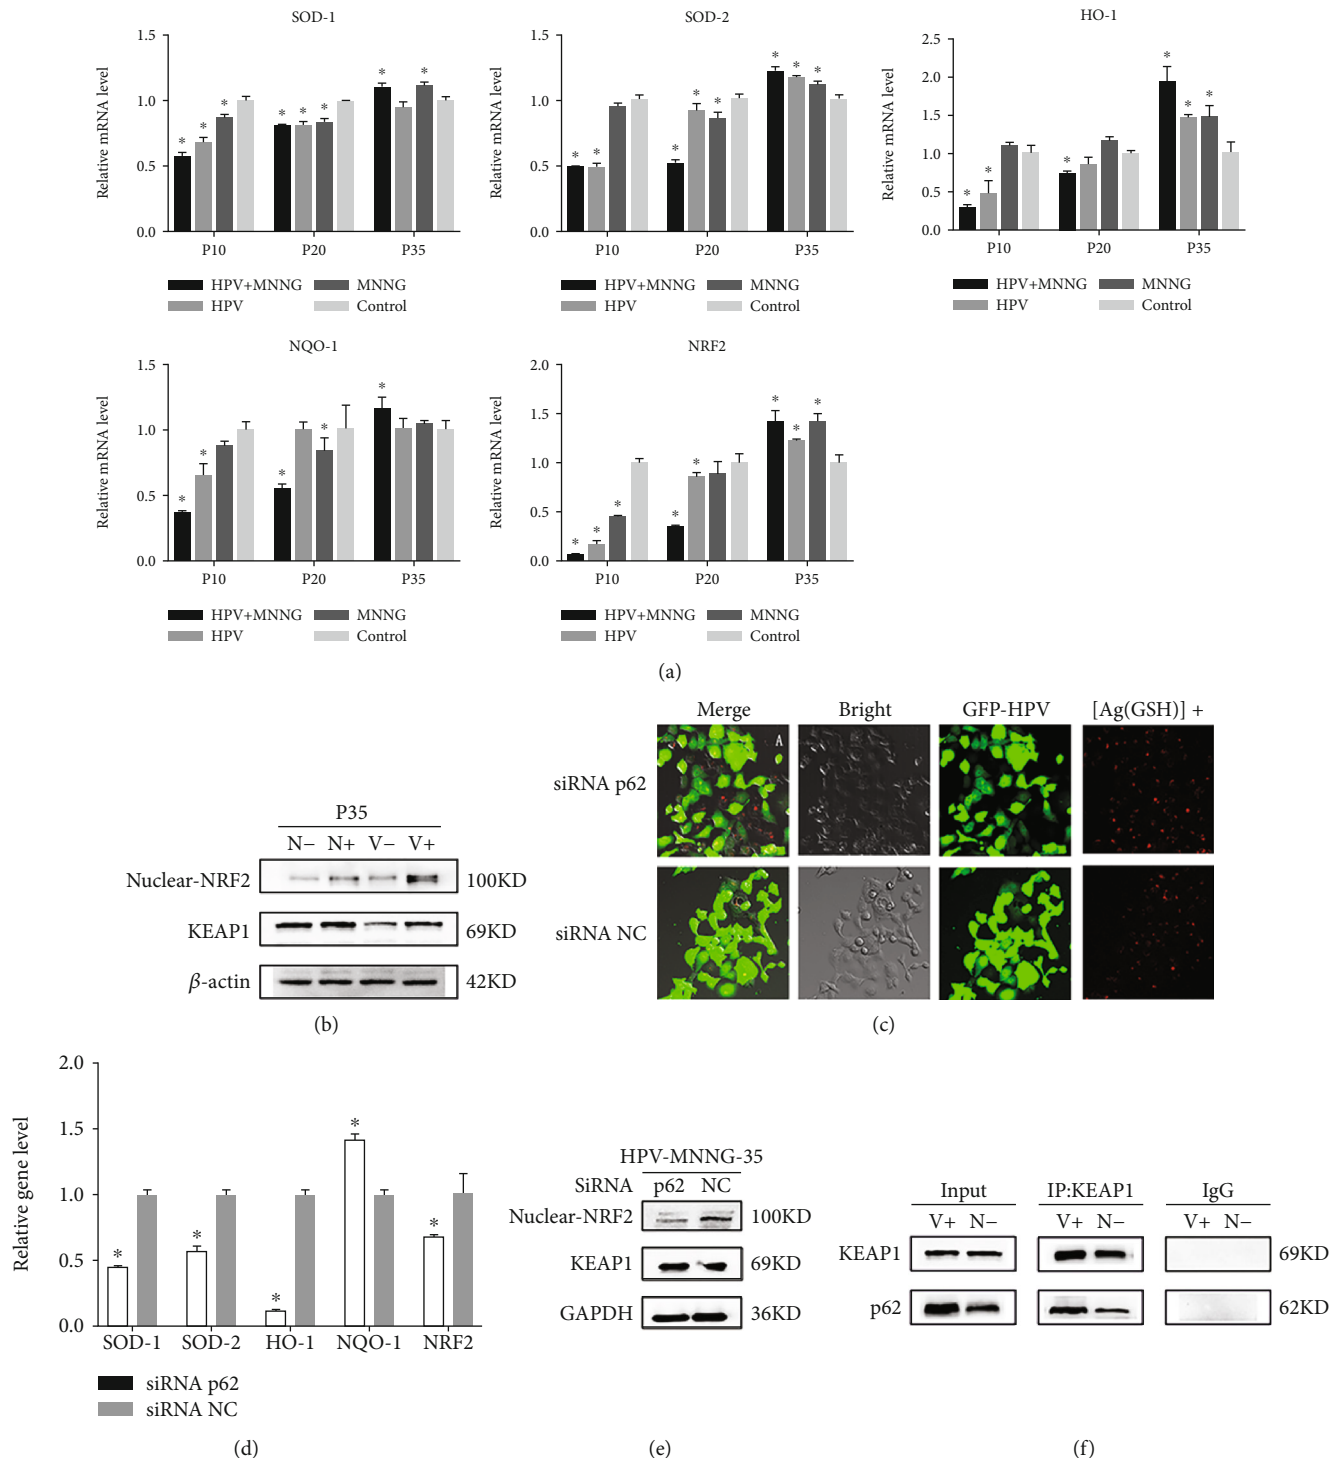 SOD-1
SOD-2
HO-1
Relative mRNA level
1.5
1.0
0.5
0.0
* * * * * * * *
P10 P20 P35
HPV+MNNG MNNG
HPV Control
Relative mRNA level
1.5
1.0
0.5
0.0
* * * * * * * *
P10 P20 P35
HPV+MNNG MNNG
HPV Control
Relative mRNA level
2.5
2.0
1.5
1.0
0.5
0.0
* * * * * *
P10 P20 P35
HPV+MNNG MNNG
HPV Control
NQO-1
NRF2
Relative mRNA level
1.5
1.0
0.5
0.0
* * * * *
P10 P20 P35
HPV+MNNG MNNG
HPV Control
Relative mRNA level
2.0
1.5
1.0
0.5
0.0
* * * * * * * *
P10 P20 P35
HPV+MNNG MNNG
HPV Control
(a)
P35
N− N+ V− V+
Nuclear-NRF2 100KD
KEAP1 69KD
β-actin 42KD
(b)
Merge Bright GFP-HPV [Ag(GSH)] +
A
siRNA p62
siRNA NC
(c)
Relative gene level
2.0
1.5
1.0
0.5
0.0
* * * * *
SOD-1 SOD-2 HO-1 NQO-1 NRF2
siRNA p62
siRNA NC
(d)
HPV-MNNG-35
SiRNA p62 NC
Nuclear-NRF2 100KD
KEAP1 69KD
GAPDH 36KD
(e)
Input IP:KEAP1 IgG
V+ N− V+ N− V+ N−
KEAP1 69KD
p62 62KD
(f)